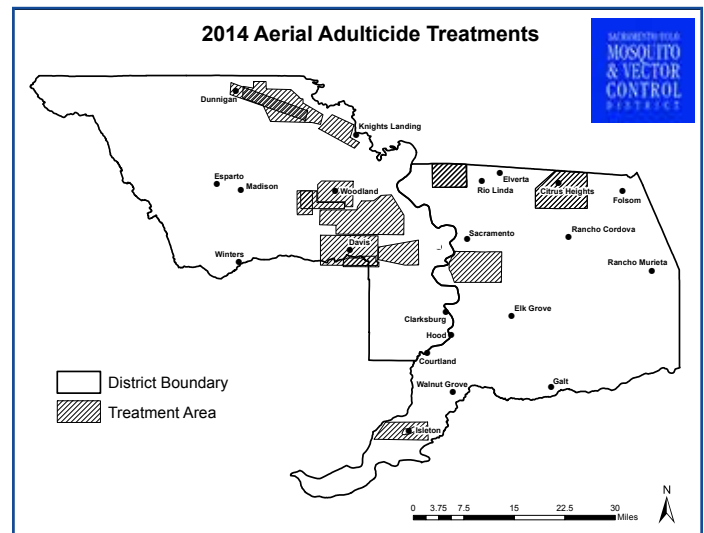 2014 Aerial Adulticide Treatments
SACRAMENTO-YOLO
MOSQUITO
& VECTOR
CONTROL
DISTRICT
Dunnigan
Knights Landing
Esparto
Madison
Woodland
Elverta
Rio Linda
Citrus Heights
Folsom
Sacramento
Rancho Cordova
Davis
Winters
Rancho Murieta
Clarksburg
Elk Grove
Hood
Courtland
Walnut Grove
Galt
Isleton
District Boundary
Treatment Area
N
0 3.75 7.5 15 22.5 30
Miles